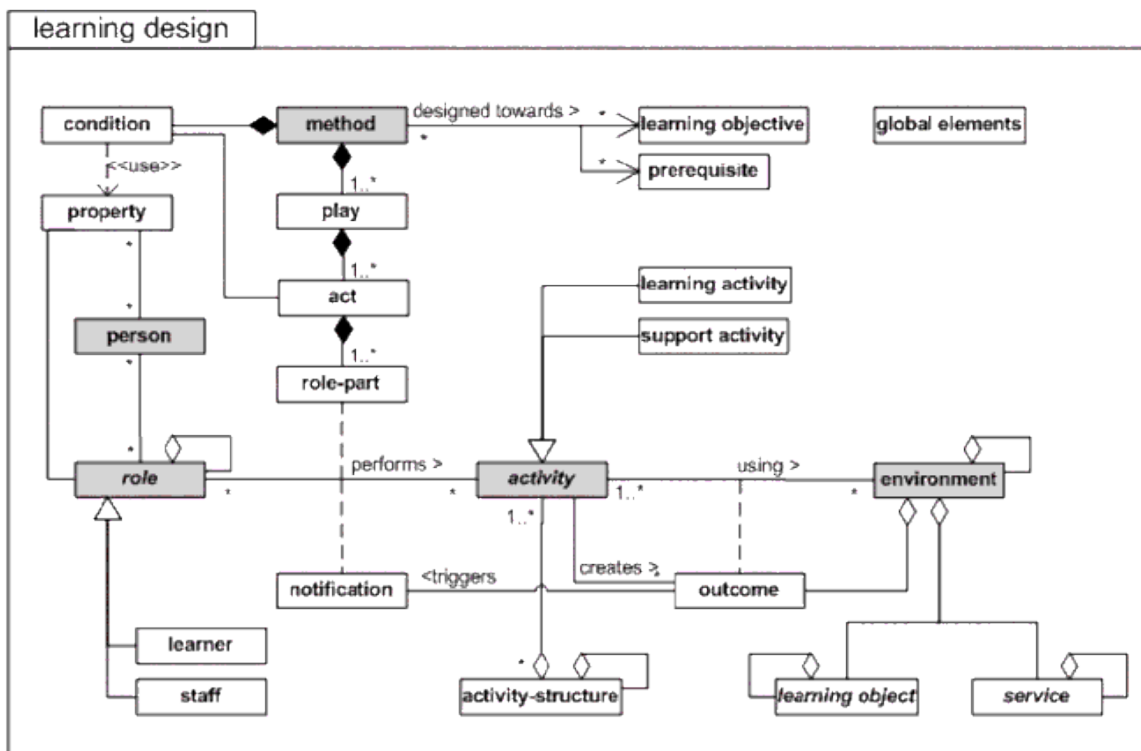 learning design
condition
method
designed towards >
*
*
learning objective
global elements
*
prerequisite
<<use>>
1..*
property
play
*
1..*
act
learning activity
*
person
support activity
*
1..*
role-part
*
role
performs >
activity
using >
environment
*
*
1..*
*
1..*
notification
<triggers
creates >
*
outcome
learner
*
staff
activity-structure
learning object
service